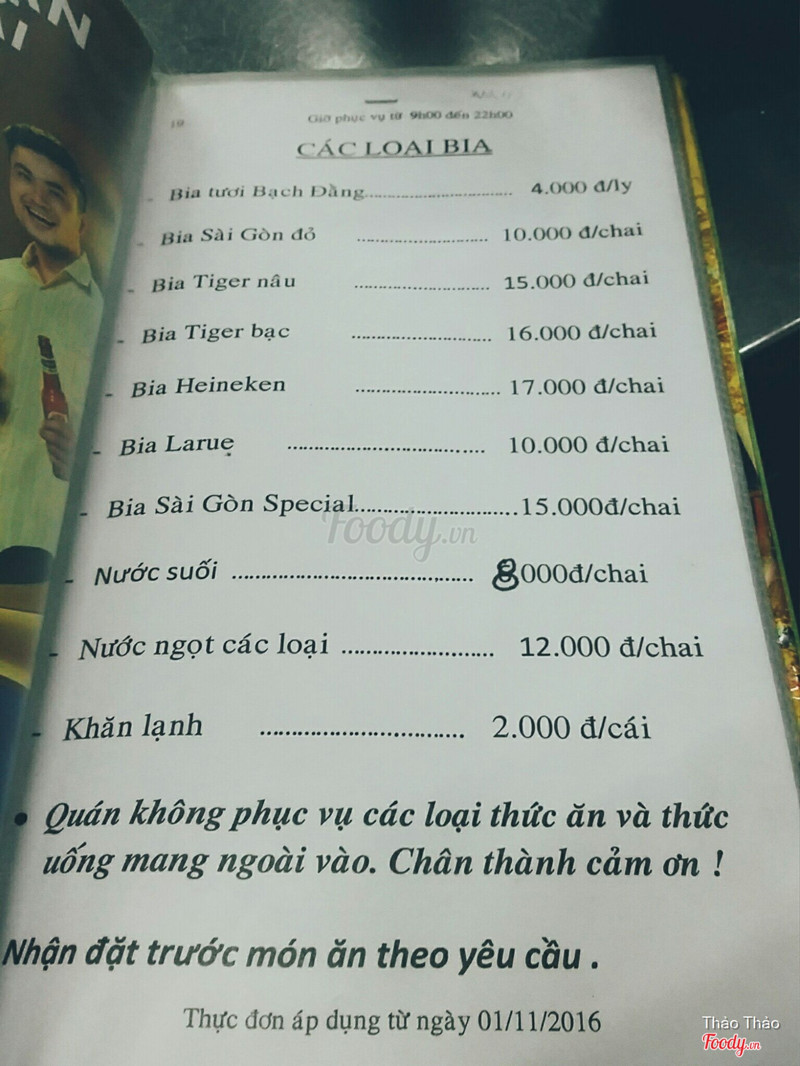 19
Giờ phục vụ từ 9h00 đến 22h00
CÁC LOẠI BIA
- Bia tươi Bạch Đằng.................................. 4.000 đ/ly
- Bia Sài Gòn đỏ ............................. 10.000 đ/chai
- Bia Tiger nâu ............................. 15.000 đ/chai
- Bia Tiger bạc ............................. 16.000 đ/chai
- Bia Heineken ............................. 17.000 đ/chai
- Bia Larue ................................. 10.000 đ/chai
- Bia Sài Gòn Special............................15.000đ/chai
- Nước suối ......................................... 8000đ/chai
- Nước ngọt các loại .......................... 12.000 đ/chai
- Khăn lạnh .................................. 2.000 đ/cái
• Quán không phục vụ các loại thức ăn và thức
uống mang ngoài vào. Chân thành cảm ơn !
Nhận đặt trước món ăn theo yêu cầu .
Thực đơn áp dụng từ ngày 01/11/2016
Foody.vn
Thảo Thảo
Foody.vn